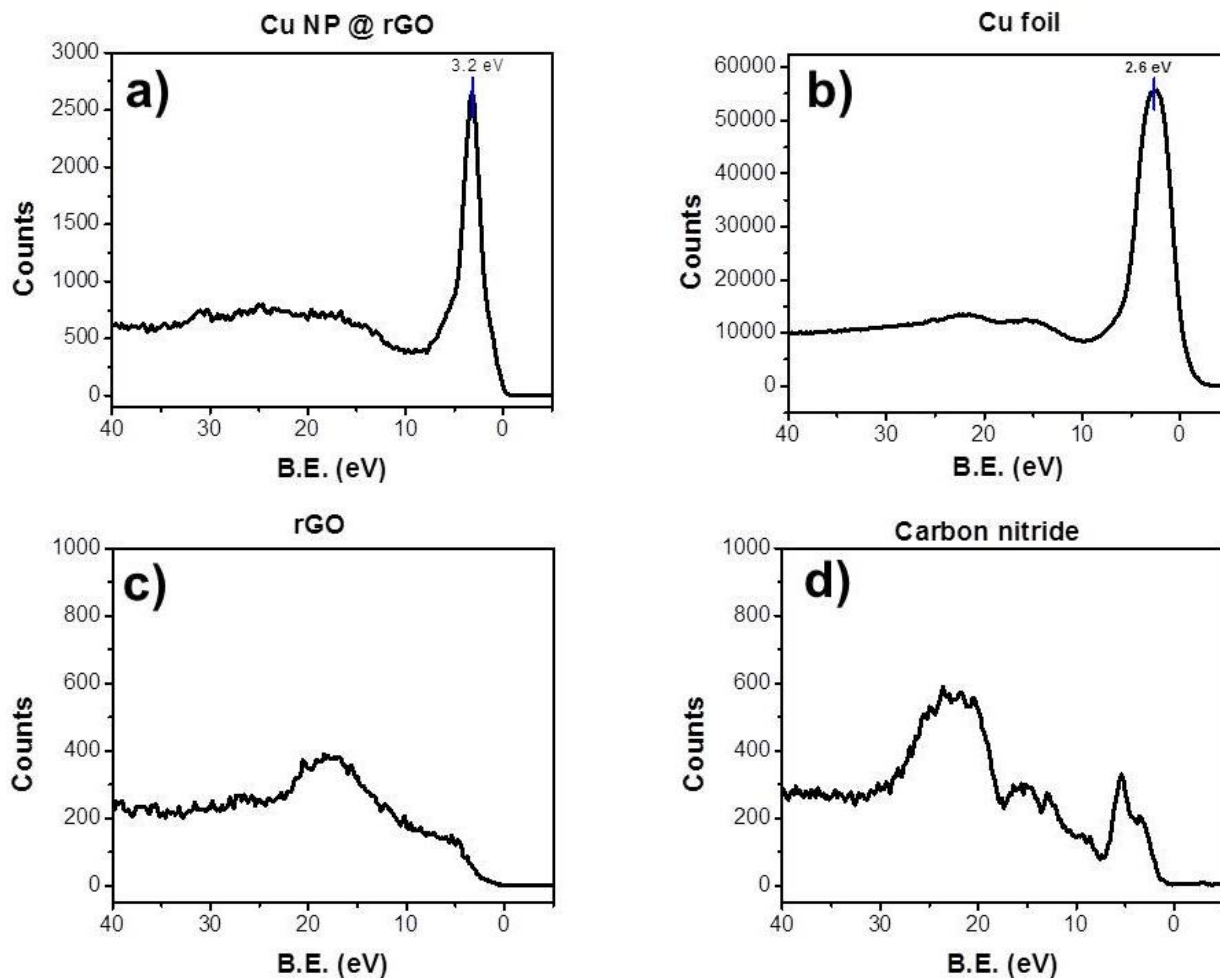 Cu NP @ rGO
a)
3.2 eV
3000
2500
2000
1500
1000
500
0
Counts
40 30 20 10 0
B.E. (eV)
Cu foil
b)
2.6 eV
60000
50000
40000
30000
20000
10000
0
Counts
40 30 20 10 0
B.E. (eV)
rGO
c)
1000
800
600
400
200
0
Counts
40 30 20 10 0
B.E. (eV)
Carbon nitride
d)
1000
800
600
400
200
0
Counts
40 30 20 10 0
B.E. (eV)